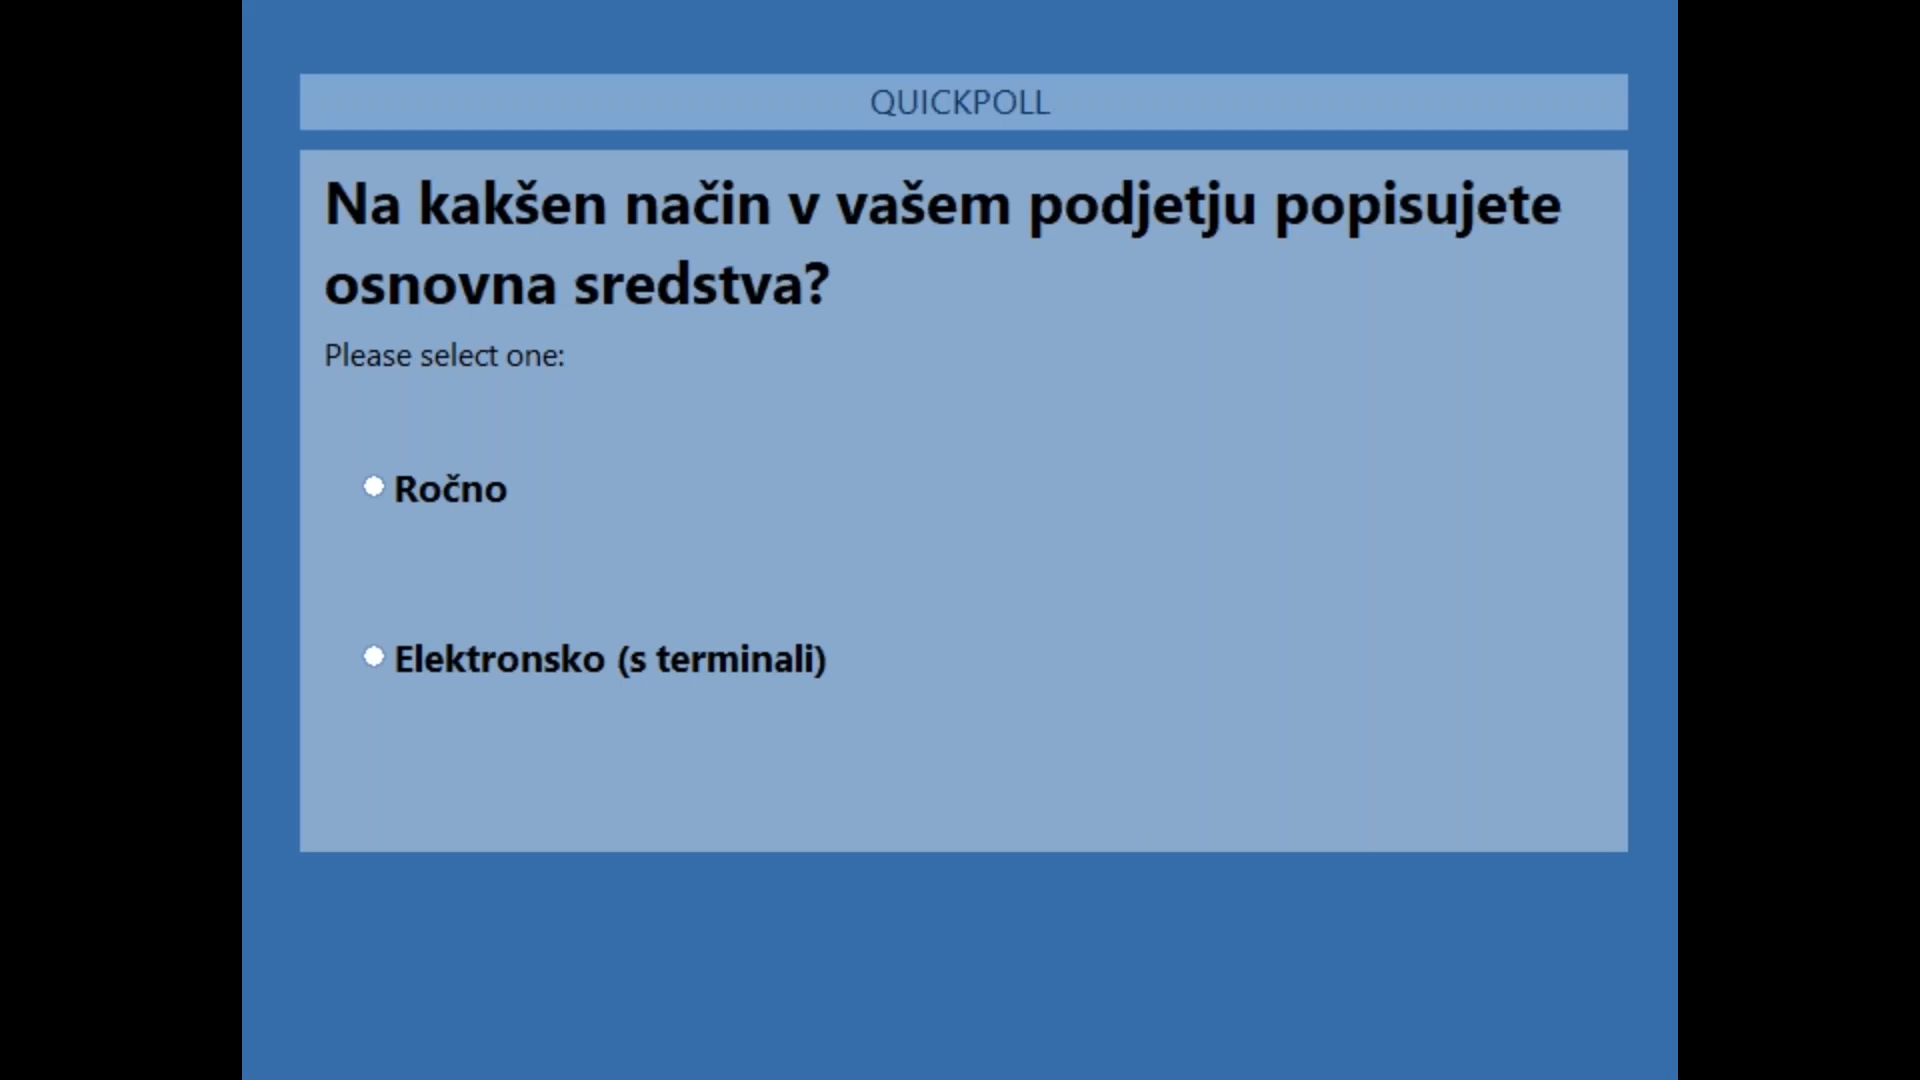 QUICKPOLL
Na kakšen način v vašem podjetju popisujete
osnovna sredstva?
Please select one:
Ročno
Elektronsko (s terminali)